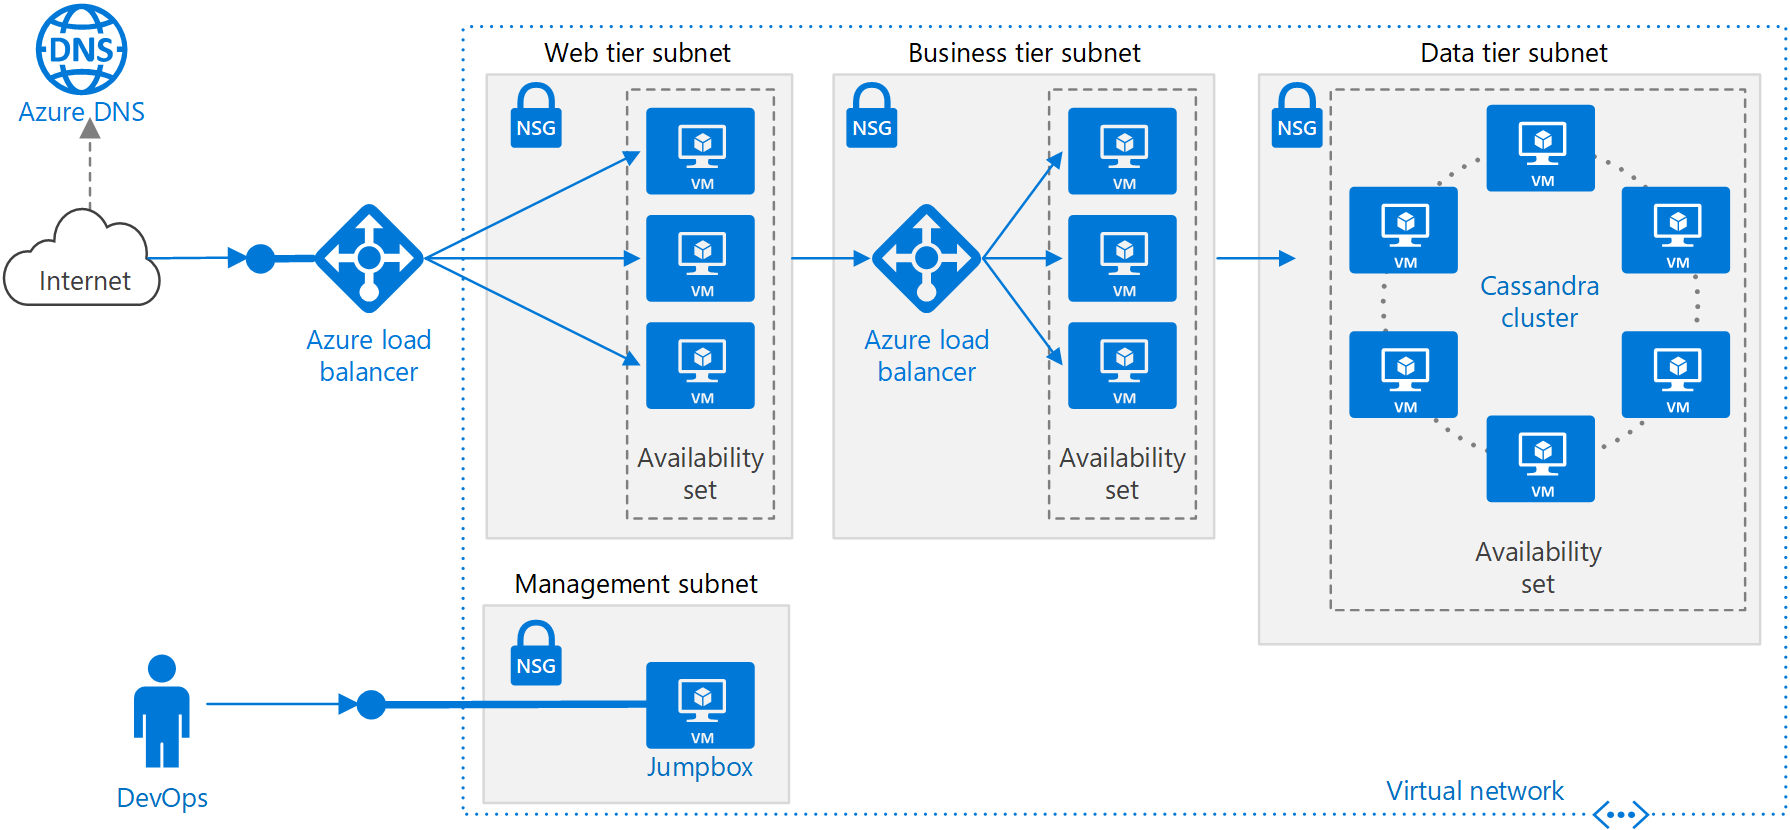 DNS
Azure DNS
Internet
Azure load
balancer
Web tier subnet
NSG
VM
VM
VM
Availability
set
Business tier subnet
NSG
Azure load
balancer
VM
VM
VM
Availability
set
Data tier subnet
NSG
VM
VM
VM
Cassandra
cluster
VM
VM
VM
Availability
set
Management subnet
NSG
VM
Jumpbox
DevOps
Virtual network